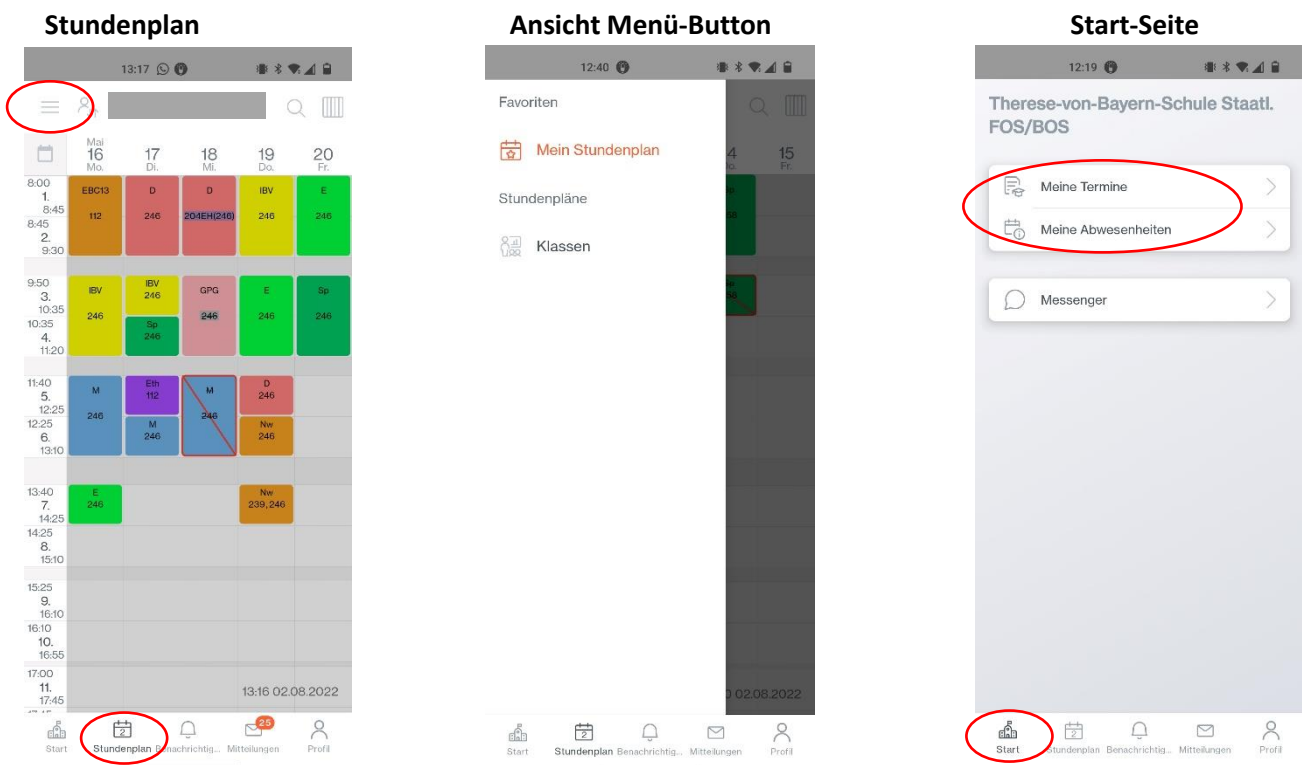 Stundenplan
13:17
Mai
16 17 18 19 20
Mo. Di. Mi. Do. Fr.
8:00
1.
8:45
EBC13 D D IBV E
112 246 204EH(246) 246 246
8:45
2.
9:30
9:50
3.
10:35
IBV IBV GPG E Sp
246 246 246 246 246
Sp
246
10:35
4.
11:20
11:40
5.
12:25
M Eth M D
246 112 246 246
12:25
6.
13:10
M Nw
246 246
13:40
7.
14:25
E Nw
246 239,246
14:25
8.
15:10
15:25
9.
16:10
16:10
10.
16:55
17:00
11.
17:45
13:16 02.08.2022
2 25
Start Stundenplan Benachrichtig... Mitteilungen Profil
Ansicht Menü-Button
12:40
Favoriten
Mein Stundenplan
Stundenpläne
Klassen
15
Fr.
02.08.2022
2
Start Stundenplan Benachrichtig... Mitteilungen Profil
Start-Seite
12:19
Therese-von-Bayern-Schule Staatl.
FOS/BOS
Meine Termine
Meine Abwesenheiten
Messenger
2
Start Stundenplan Benachrichtig... Mitteilungen Profil